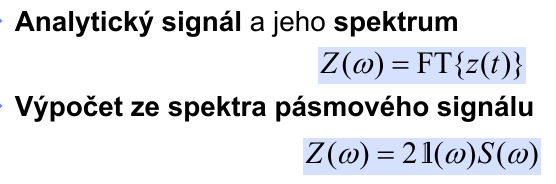 Analytický signál a jeho spektrum
Z(ω) = FT{z(t)}
Výpočet ze spektra pásmového signálu
Z(ω) = 2𝟙(ω)S(ω)